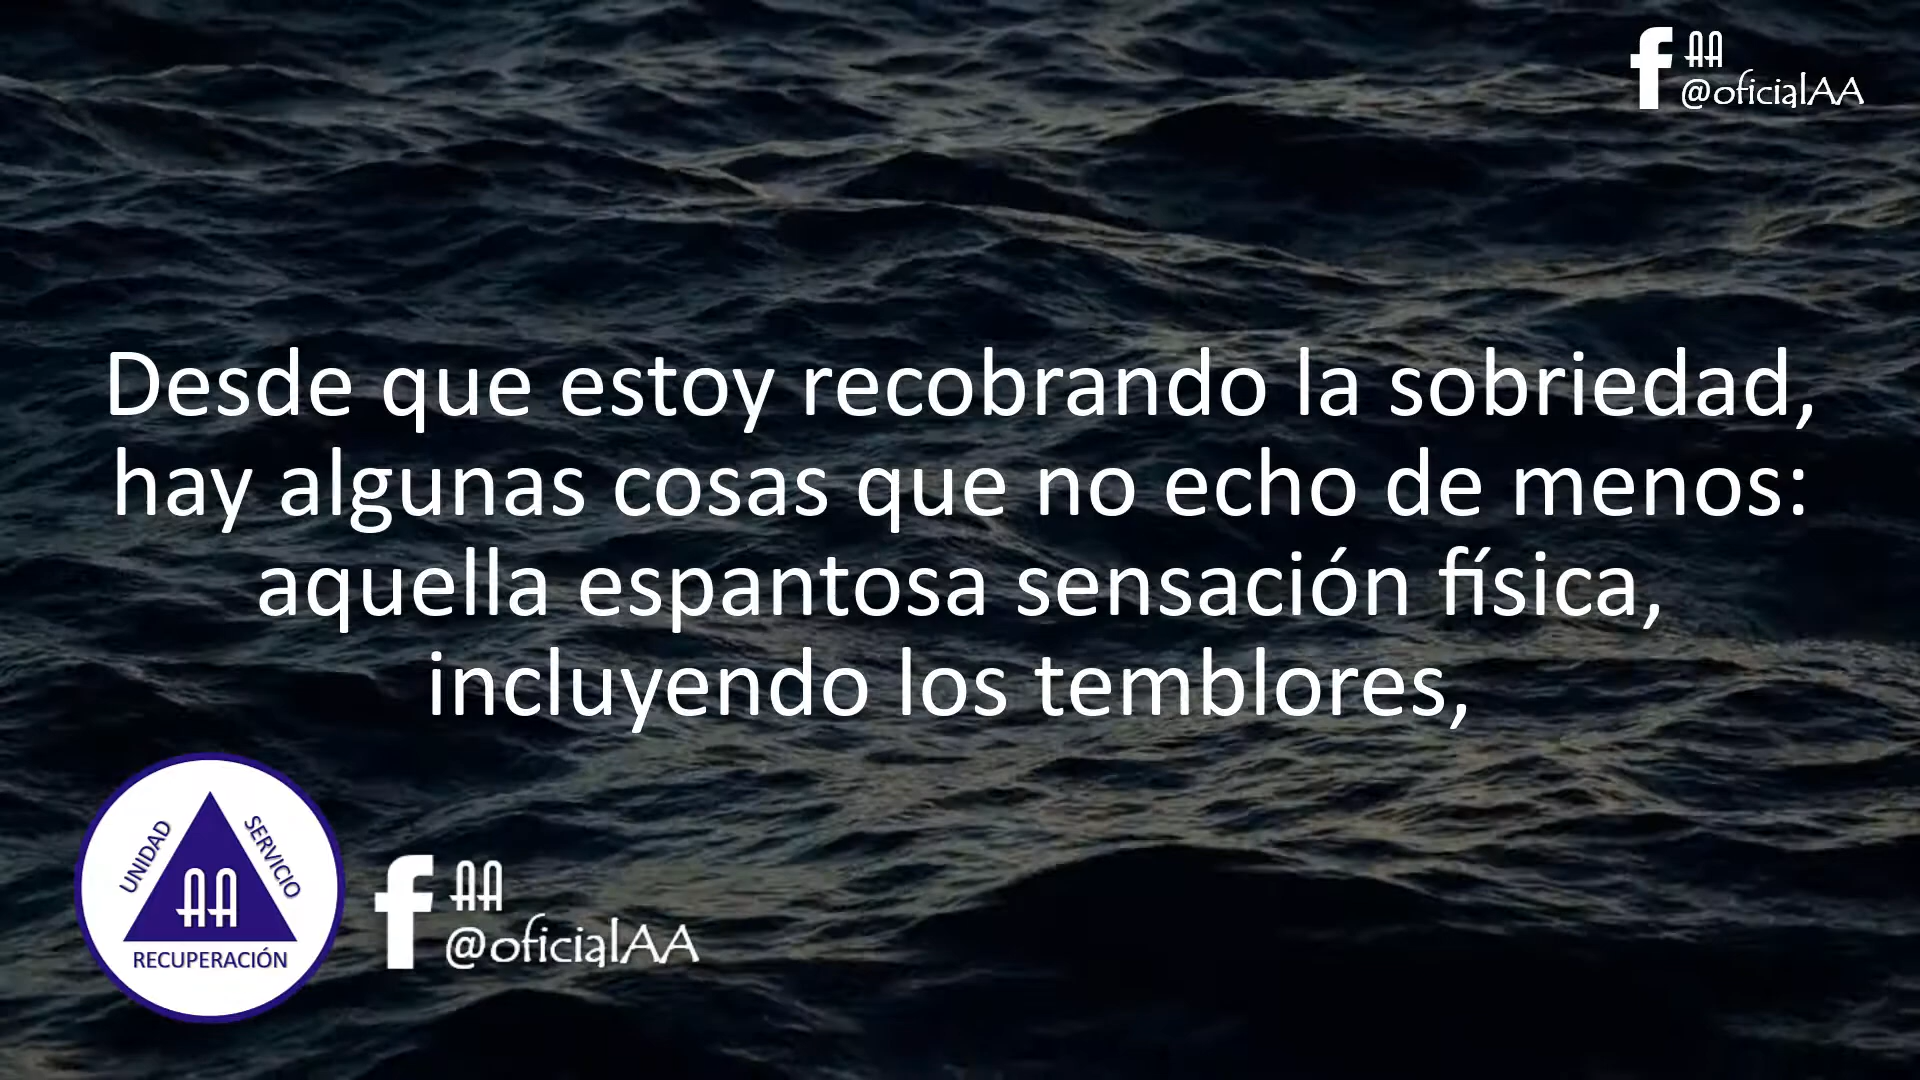 AA
@oficialAA
Desde que estoy recobrando la sobriedad,
hay algunas cosas que no echo de menos:
aquella espantosa sensación física,
incluyendo los temblores,
UNIDAD
SERVICIO
AA
RECUPERACIÓN
AA
@oficialAA